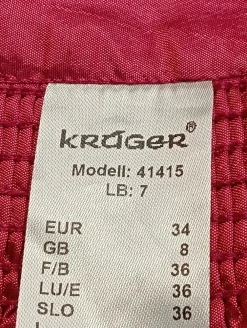 KRÜGER®
Modell: 41415
LB: 7
EUR 34
GB 8
F/B 36
LU/E 36
SLO 36